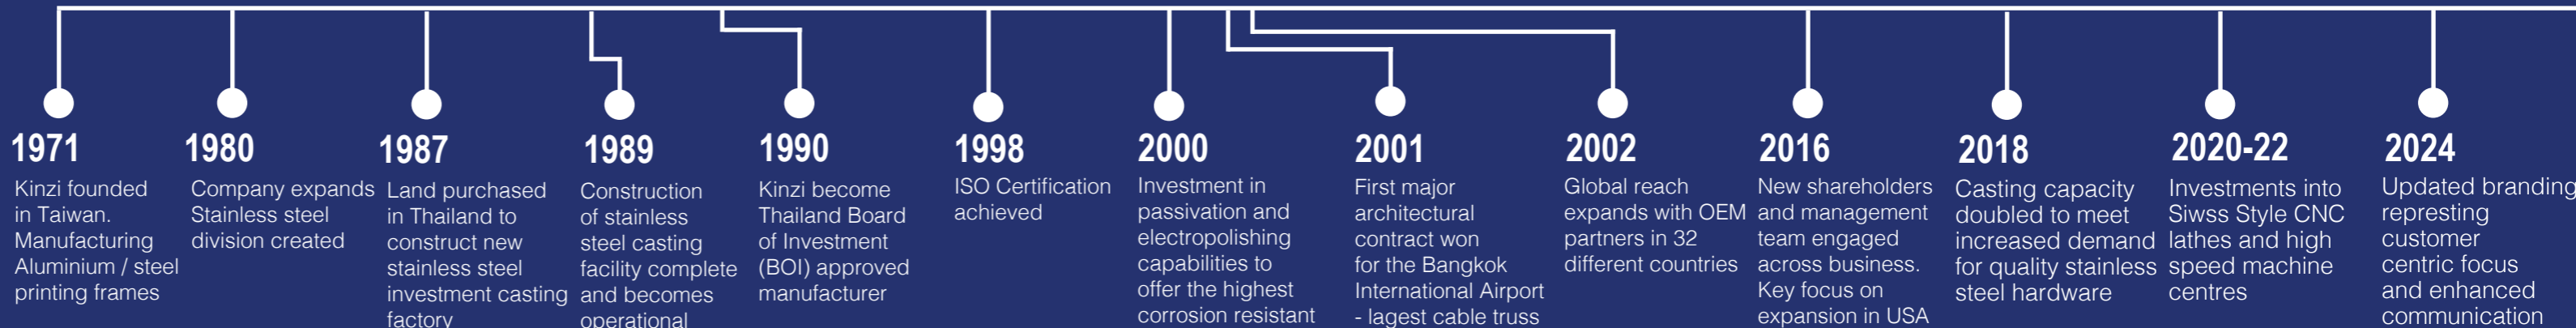 1971
Kinzi founded
in Taiwan.
Manufacturing
Aluminium / steel
printing frames
1980
Company expands
Stainless steel
division created
1987
Land purchased
in Thailand to
construct new
stainless steel
investment casting
factory
1989
Construction
of stainless
steel casting
facility complete
and becomes
operational
1990
Kinzi become
Thailand Board
of Investment
(BOI) approved
manufacturer
1998
ISO Certification
achieved
2000
Investment in
passivation and
electropolishing
capabilities to
offer the highest
corrosion resistant
2001
First major
architectural
contract won
for the Bangkok
International Airport
- lagest cable truss
2002
Global reach
expands with OEM
partners in 32
different countries
2016
New shareholders
and management
team engaged
across business.
Key focus on
expansion in USA
2018
Casting capacity
doubled to meet
increased demand
for quality stainless
steel hardware
2020-22
Investments into
Siwss Style CNC
lathes and high
speed machine
centres
2024
Updated branding
represting
customer
centric focus
and enhanced
communication